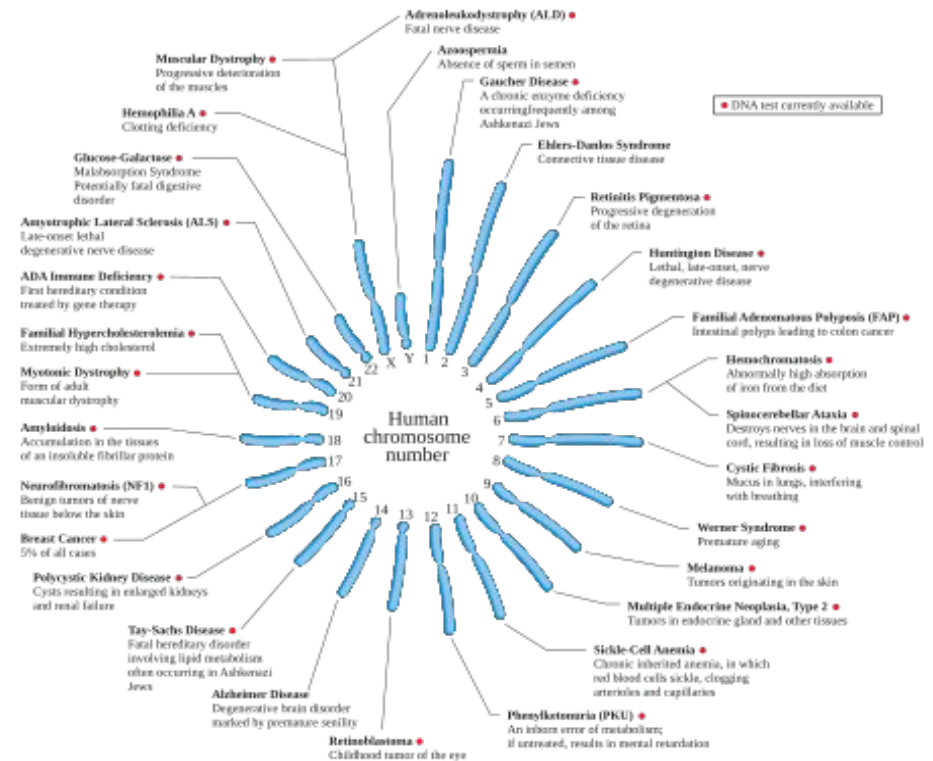 Adrenoleukodystrophy (ALD)
Fatal nerve disease
Azoospermia
Absence of sperm in semen
Gaucher Disease
A chronic enzyme deficiency
occurringfrequently among
Ashkenazi Jews
DNA test currently available
Ehlers-Danlos Syndrome
Connective tissue disease
Retinitis Pigmentosa
Progressive degeneration
of the retina
Huntington Disease
Lethal, late-onset, nerve
degenerative disease
Familial Adenomatous Polyposis (FAP)
Intestinal polyps leading to colon cancer
Hemochromatosis
Abnormally high absorption
of iron from the diet
Spinocerebellar Ataxia
Destroys nerves in the brain and spinal
cord, resulting in loss of muscle control
Cystic Fibrosis
Mucus in lungs, interfering
with breathing
Werner Syndrome
Premature aging
Melanoma
Tumors originating in the skin
Multiple Endocrine Neoplasia, Type 2
Tumors in endocrine gland and other tissues
Sickle-Cell Anemia
Chronic inherited anemia, in which
red blood cells sickle, clogging
arterioles and capillaries
Phenylketonuria (PKU)
An inborn error of metabolism;
if untreated, results in mental retardation
Retinoblastoma
Childhood tumor of the eye
Alzheimer Disease
Degenerative brain disorder
marked by premature senility
Tay-Sachs Disease
Fatal hereditary disorder
involving lipid metabolism
often occurring in Ashkenazi
Jews
Polycystic Kidney Disease
Cysts resulting in enlarged kidneys
and renal failure
Breast Cancer
5% of all cases
Neurofibromatosis (NF1)
Benign tumors of nerve
tissue below the skin
Amyloidosis
Accumulation in the tissues
of an insoluble fibrillar protein
Myotonic Dystrophy
Form of adult
muscular dystrophy
Familial Hypercholesterolemia
Extremely high cholesterol
ADA Immune Deficiency
First hereditary condition
treated by gene therapy
Amyotrophic Lateral Sclerosis (ALS)
Late-onset lethal
degenerative nerve disease
Glucose-Galactose
Malabsorption Syndrome
Potentially fatal digestive
disorder
Hemophilia A
Clotting deficiency
Muscular Dystrophy
Progressive deterioration
of the muscles
Human
chromosome
number
1
2
3
4
5
6
7
8
9
10
11
12
13
14
15
16
17
18
19
20
21
22
X
Y